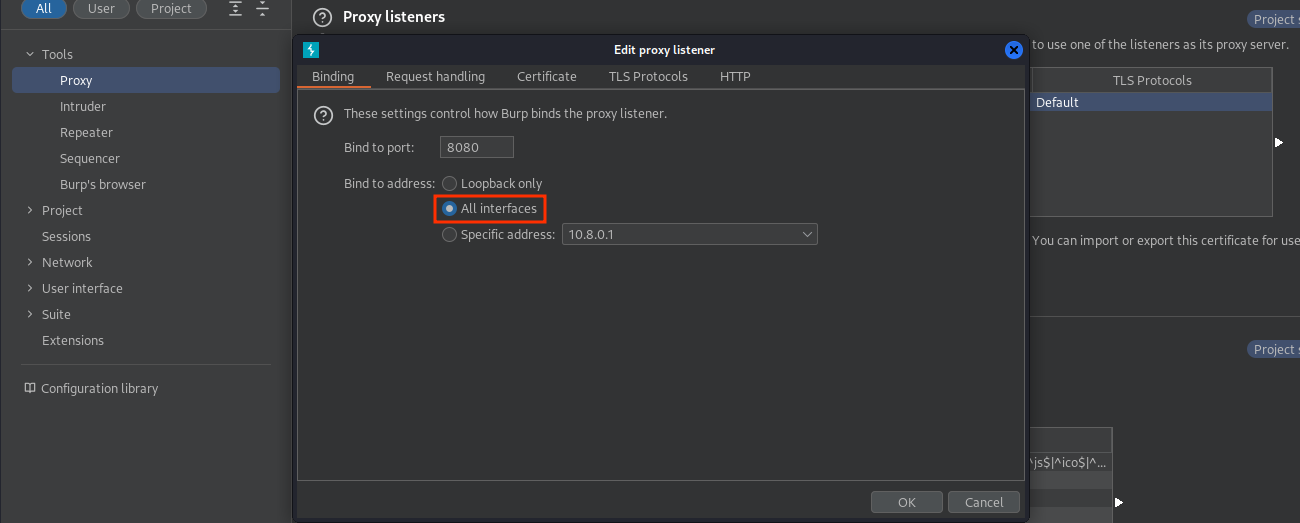 All User Project
Tools
Proxy
Intruder
Repeater
Sequencer
Burp's browser
Project
Sessions
Network
User interface
Suite
Extensions
Configuration library
? Proxy listeners
Project
to use one of the listeners as its proxy server.
TLS Protocols
Default
You can import or export this certificate for use
Project
^js$|^ico$|^...
Edit proxy listener
Binding Request handling Certificate TLS Protocols HTTP
? These settings control how Burp binds the proxy listener.
Bind to port: 8080
Bind to address: Loopback only
All interfaces
Specific address: 10.8.0.1
OK Cancel